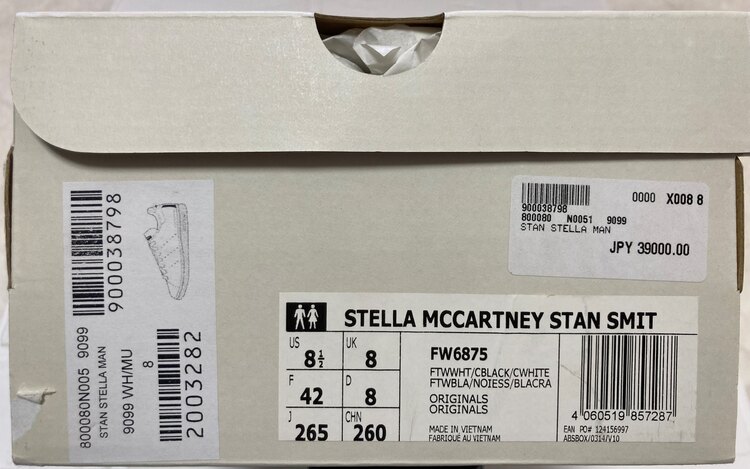 900038798
800080N005 9099
STAN STELLA MAN
9099 WH/MU
8
2003282
0000 X008 8
900038798
800080 N0051 9099
STAN STELLA MAN
JPY 39000.00
STELLA MCCARTNEY STAN SMIT
US 8½ UK 8
F 42 D 8
J 265 CHN 260
FW6875
FTWWHT/CBLACK/CWHITE
FTWBLA/NOIESS/BLACRA
ORIGINALS
ORIGINALS
MADE IN VIETNAM
FABRIQUÉ AU VIETNAM
4 060519 857287
EAN PO# 124156997
ABSBOX/0314/V10